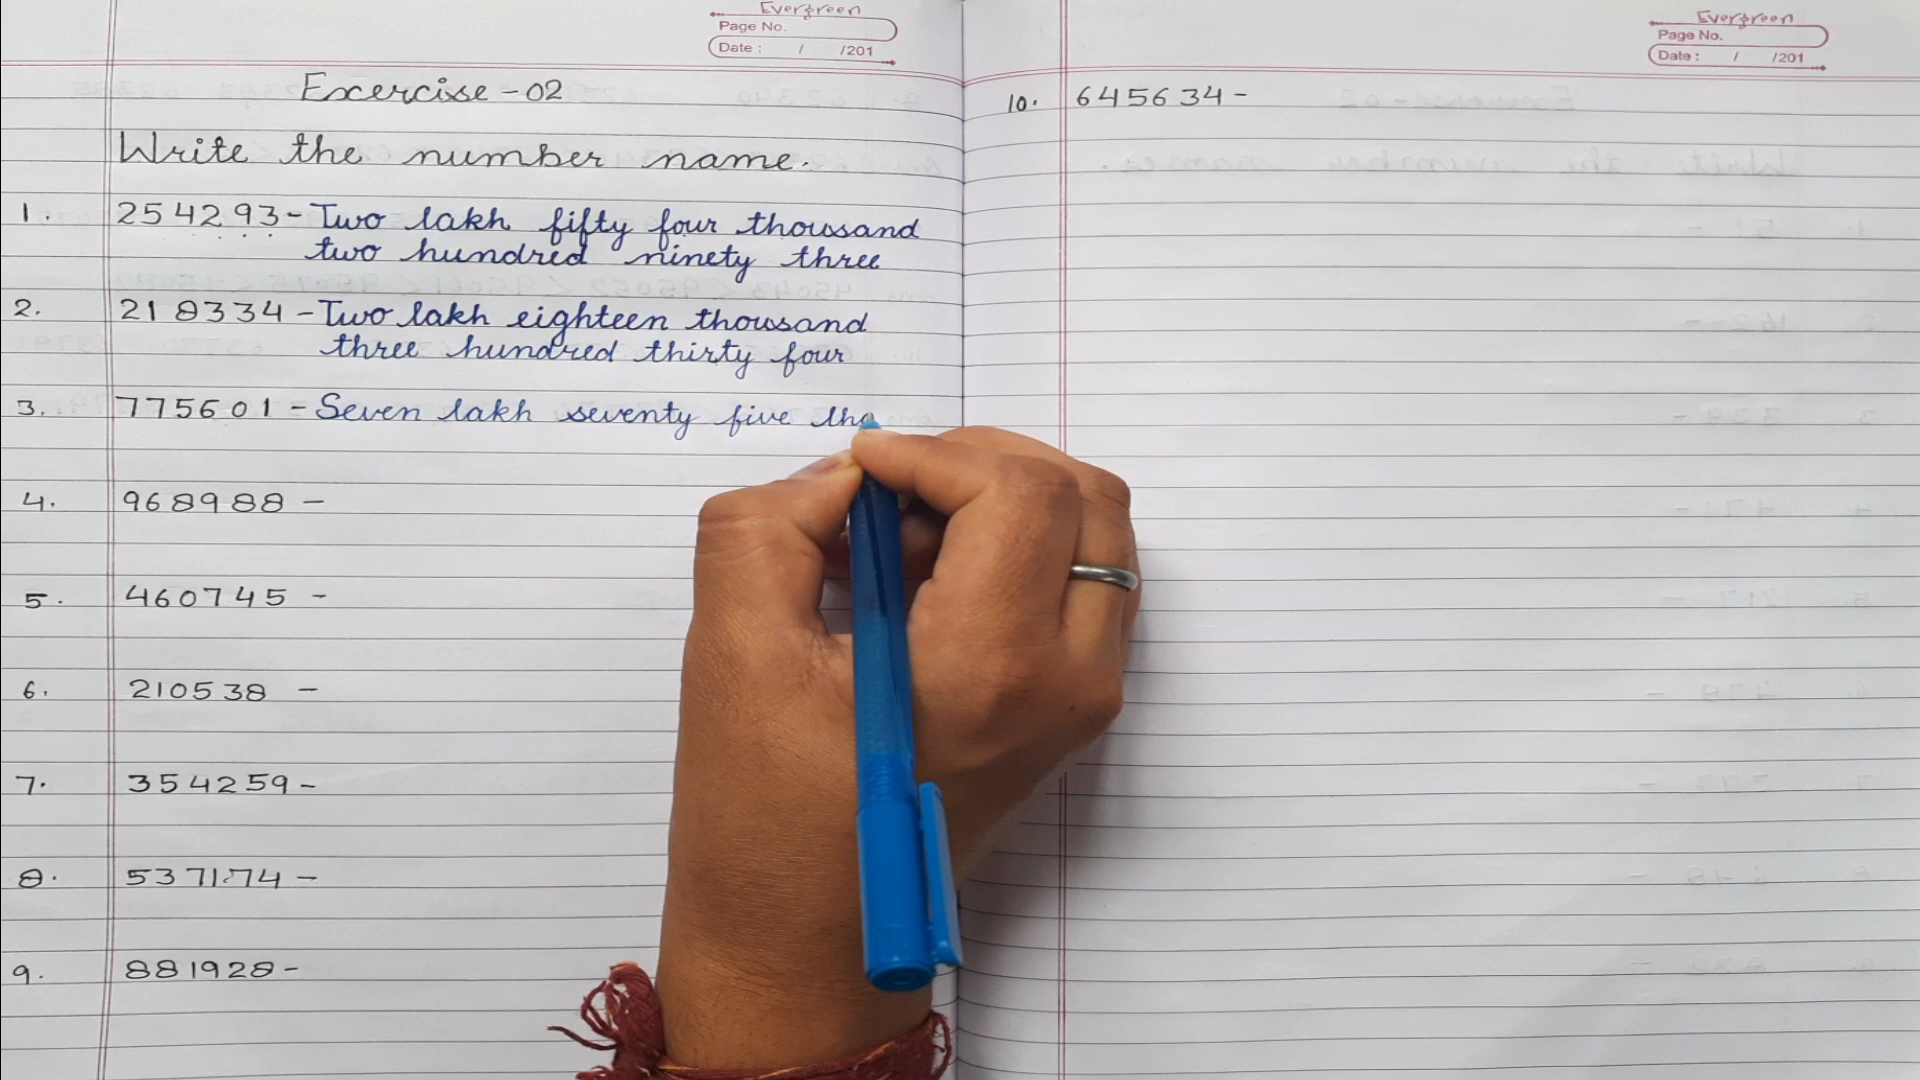 Evergreen
Page No.
Date : / /201
Excercise - 02
Write the number name.
1. 254293 - Two lakh fifty four thousand
two hundred ninety three
2. 218334 - Two lakh eighteen thousand
three hundred thirty four
3. 775601 - Seven lakh seventy five tho
4. 968988 -
5. 460745 -
6. 210538 -
7. 354259 -
8. 537174 -
9. 881928 -
Evergreen
Page No.
Date : / /201
10. 645634 -